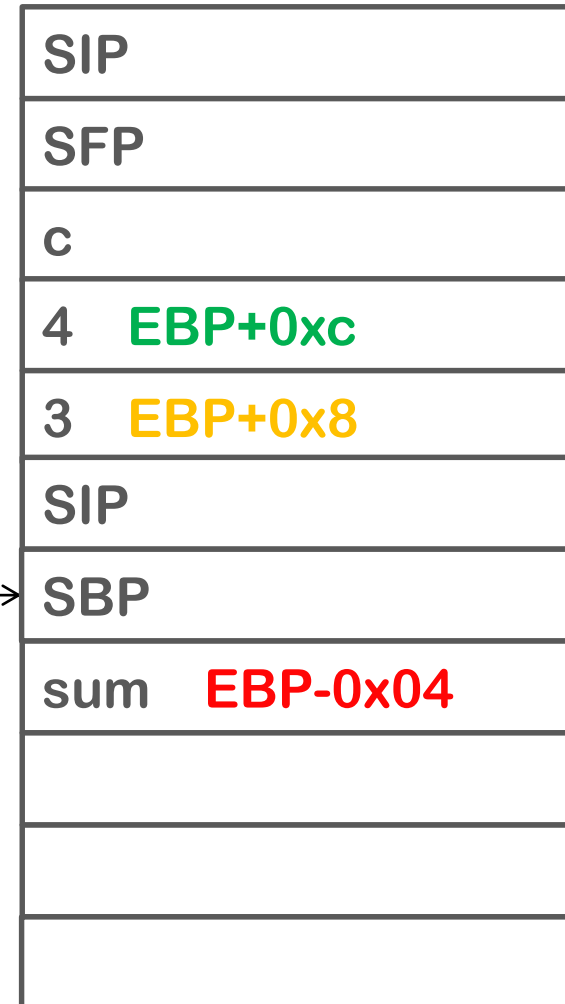 SIP
SFP
c
4 EBP+0xc
3 EBP+0x8
SIP
SBP
sum EBP-0x04